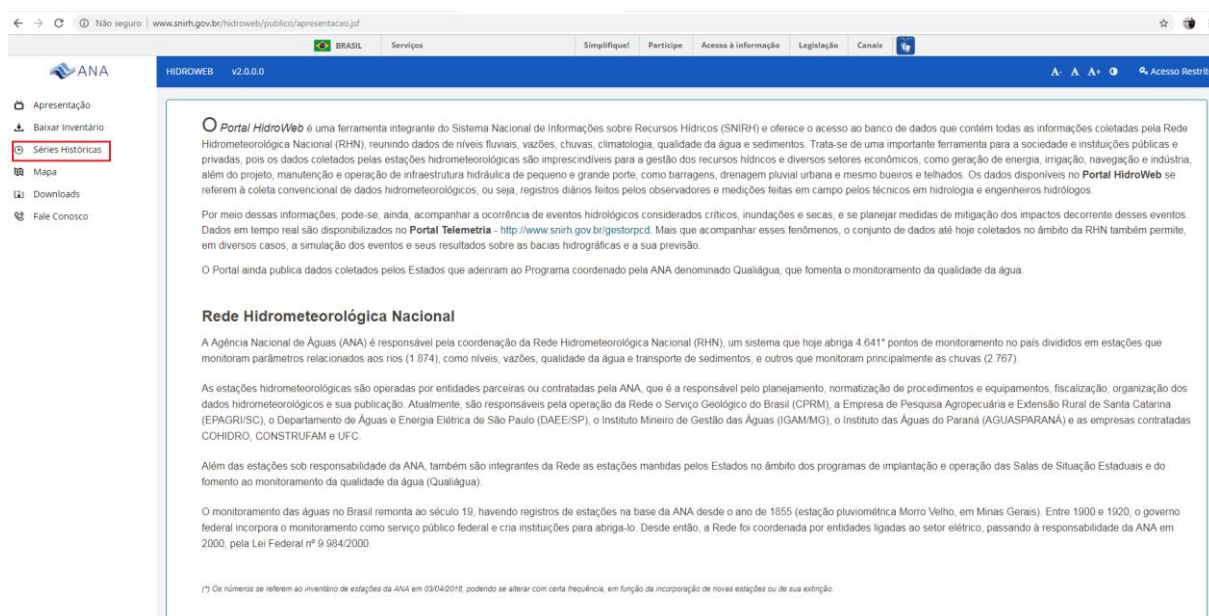 Não seguro | www.snirh.gov.br/hidroweb/publico/apresentacao.jsf
BRASIL Serviços Simplifique! Participe Acesso à informação Legislação Canais
ANA
HIDROWEB v2.0.0.0 A- A A+ Acesso Restrit
Apresentação
Baixar Inventário
Séries Históricas
Mapa
Downloads
Fale Conosco
O Portal HidroWeb é uma ferramenta integrante do Sistema Nacional de Informações sobre Recursos Hídricos (SNIRH) e oferece o acesso ao banco de dados que contém todas as informações coletadas pela Rede
Hidrometeorológica Nacional (RHN), reunindo dados de níveis fluviais, vazões, chuvas, climatologia, qualidade da água e sedimentos. Trata-se de uma importante ferramenta para a sociedade e instituições públicas e
privadas, pois os dados coletados pelas estações hidrometeorológicas são imprescindíveis para a gestão dos recursos hídricos e diversos setores econômicos, como geração de energia, irrigação, navegação e indústria,
além do projeto, manutenção e operação de infraestrutura hidráulica de pequeno e grande porte, como barragens, drenagem pluvial urbana e mesmo bueiros e telhados. Os dados disponíveis no Portal HidroWeb se
referem à coleta convencional de dados hidrometeorológicos, ou seja, registros diários feitos pelos observadores e medições feitas em campo pelos técnicos em hidrologia e engenheiros hidrólogos.
Por meio dessas informações, pode-se, ainda, acompanhar a ocorrência de eventos hidrológicos considerados críticos, inundações e secas, e se planejar medidas de mitigação dos impactos decorrente desses eventos.
Dados em tempo real são disponibilizados no Portal Telemetria - http://www.snirh.gov.br/gestorpcd. Mais que acompanhar esses fenômenos, o conjunto de dados até hoje coletados no âmbito da RHN também permite,
em diversos casos, a simulação dos eventos e seus resultados sobre as bacias hidrográficas e a sua previsão.
O Portal ainda publica dados coletados pelos Estados que aderiram ao Programa coordenado pela ANA denominado Qualiágua, que fomenta o monitoramento da qualidade da água.
Rede Hidrometeorológica Nacional
A Agência Nacional de Águas (ANA) é responsável pela coordenação da Rede Hidrometeorológica Nacional (RHN), um sistema que hoje abriga 4.641* pontos de monitoramento no país divididos em estações que
monitoram parâmetros relacionados aos rios (1.874), como níveis, vazões, qualidade da água e transporte de sedimentos, e outros que monitoram principalmente as chuvas (2.767).
As estações hidrometeorológicas são operadas por entidades parceiras ou contratadas pela ANA, que é a responsável pelo planejamento, normatização de procedimentos e equipamentos, fiscalização, organização dos
dados hidrometeorológicos e sua publicação. Atualmente, são responsáveis pela operação da Rede o Serviço Geológico do Brasil (CPRM), a Empresa de Pesquisa Agropecuária e Extensão Rural de Santa Catarina
(EPAGRI/SC), o Departamento de Águas e Energia Elétrica de São Paulo (DAEE/SP), o Instituto Mineiro de Gestão das Águas (IGAM/MG), o Instituto das Águas do Paraná (AGUASPARANÁ) e as empresas contratadas
COHIDRO, CONSTRUFAM e UFC.
Além das estações sob responsabilidade da ANA, também são integrantes da Rede as estações mantidas pelos Estados no âmbito dos programas de implantação e operação das Salas de Situação Estaduais e do
fomento ao monitoramento da qualidade da água (Qualiágua).
O monitoramento das águas no Brasil remonta ao século 19, havendo registros de estações na base da ANA desde o ano de 1855 (estação pluviométrica Morro Velho, em Minas Gerais). Entre 1900 e 1920, o governo
federal incorpora o monitoramento como serviço público federal e cria instituições para abriga-lo. Desde então, a Rede foi coordenada por entidades ligadas ao setor elétrico, passando à responsabilidade da ANA em
2000, pela Lei Federal nº 9.984/2000.
(*) Os números se referem ao inventário de estações da ANA em 03/04/2018, podendo se alterar com certa frequência, em função da incorporação de novas estações ou de sua extinção.